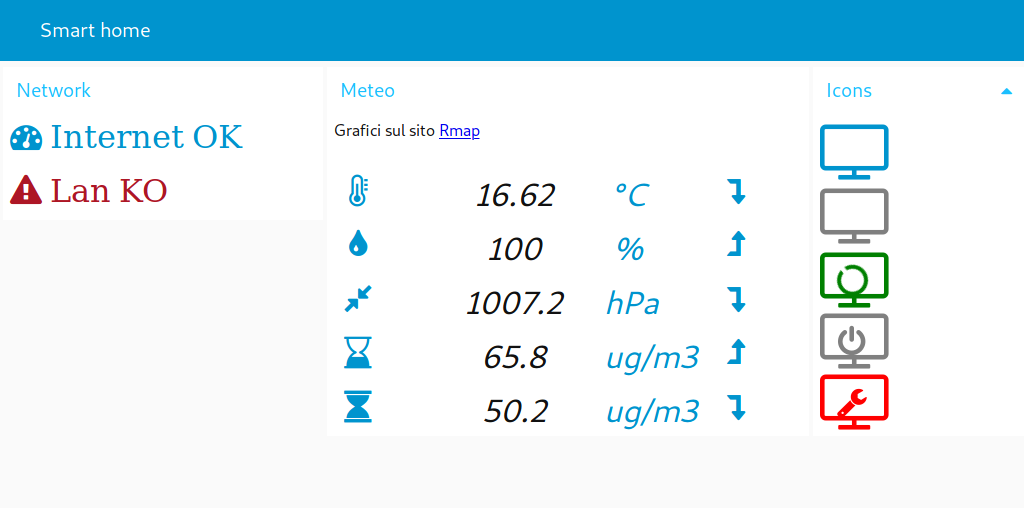 Smart home
Network
Internet OK
Lan KO
Meteo
Grafici sul sito Rmap
16.62 °C
100 %
1007.2 hPa
65.8 ug/m3
50.2 ug/m3
Icons